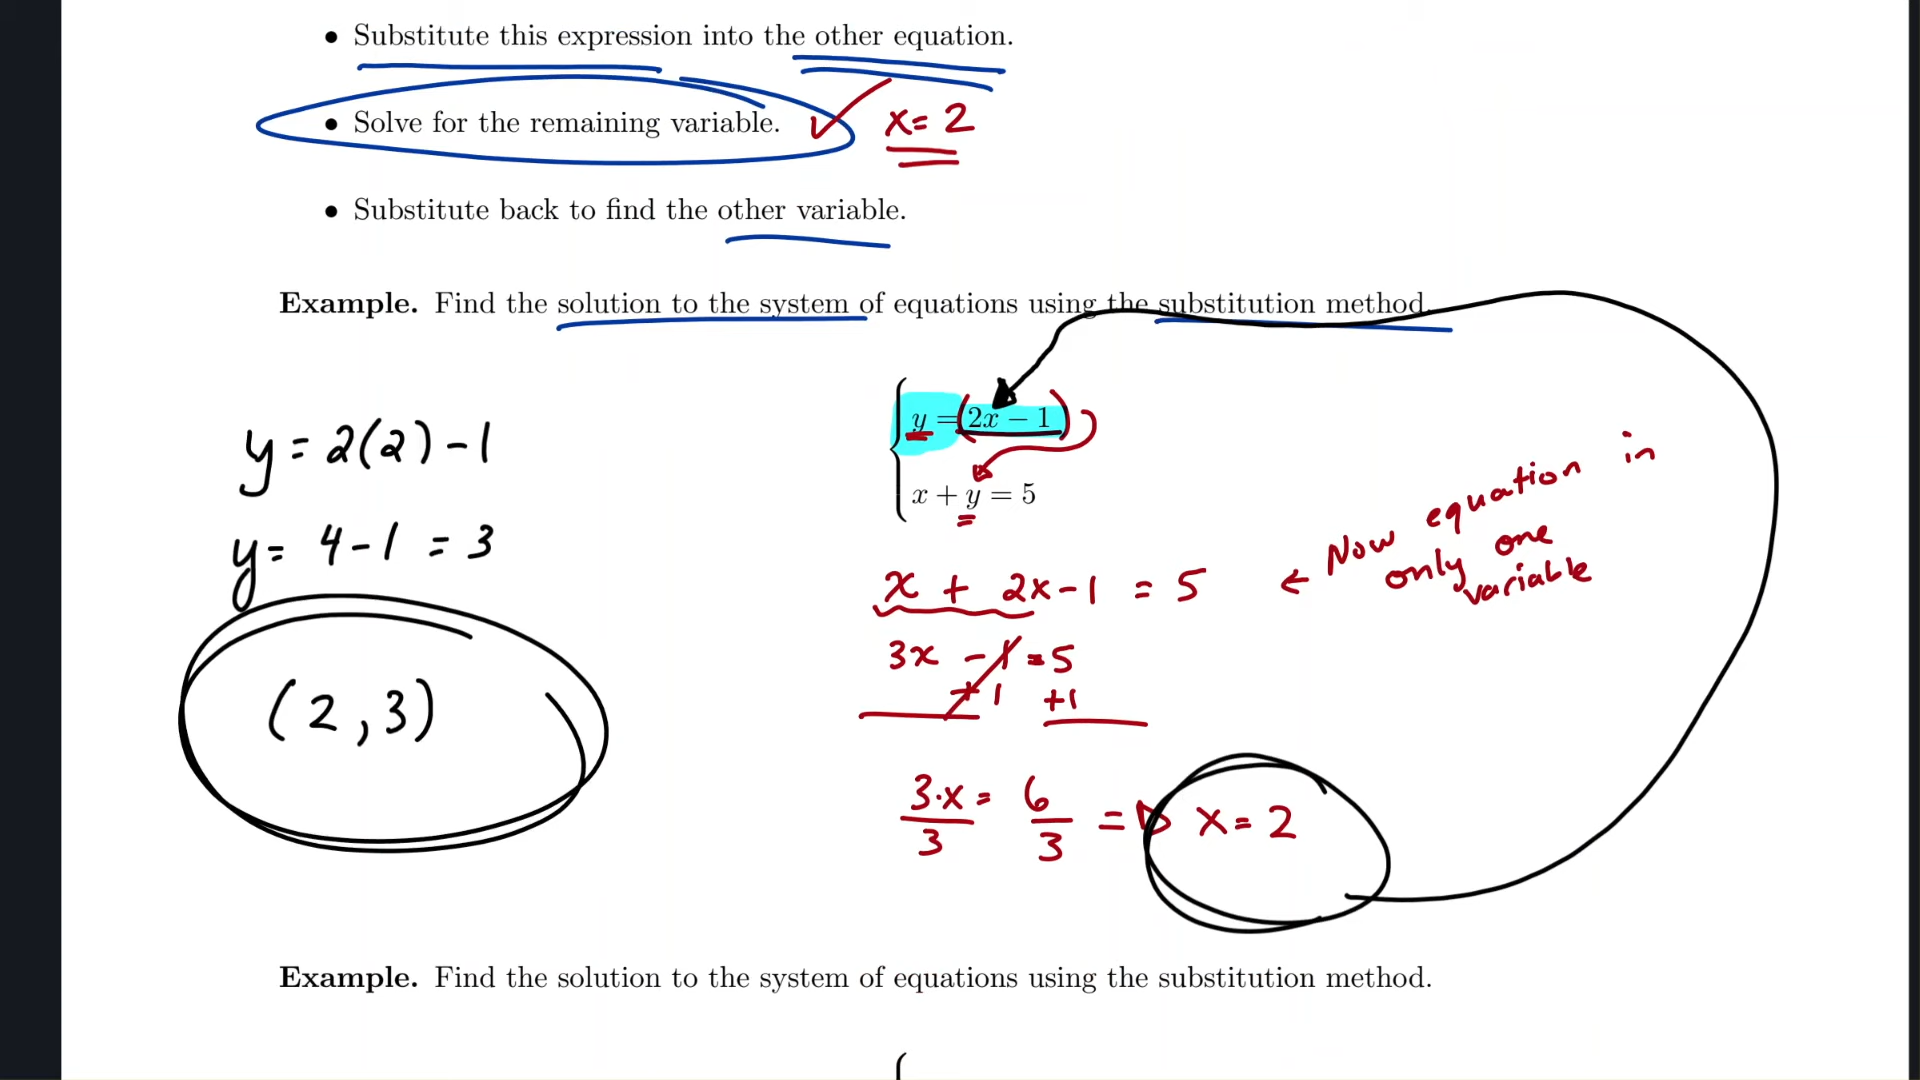 • Substitute this expression into the other equation.
• Solve for the remaining variable. x = 2
• Substitute back to find the other variable.
Example. Find the solution to the system of equations using the substitution method.
y = (2x − 1)
x + y = 5
y = 2(2) - 1
y = 4 - 1 = 3
(2, 3)
x + 2x - 1 = 5 ← Now equation in
only one
variable
3x - 1 = 5
+1 +1
3·x = 6 => x = 2
3 3
Example. Find the solution to the system of equations using the substitution method.